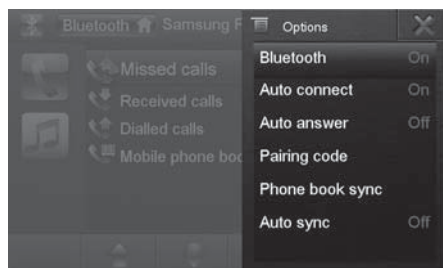 Bluetooth Samsung
Options
Missed calls
Received calls
Dialled calls
Mobile phone
Bluetooth On
Auto connect On
Auto answer Off
Pairing code
Phone book sync
Auto sync Off